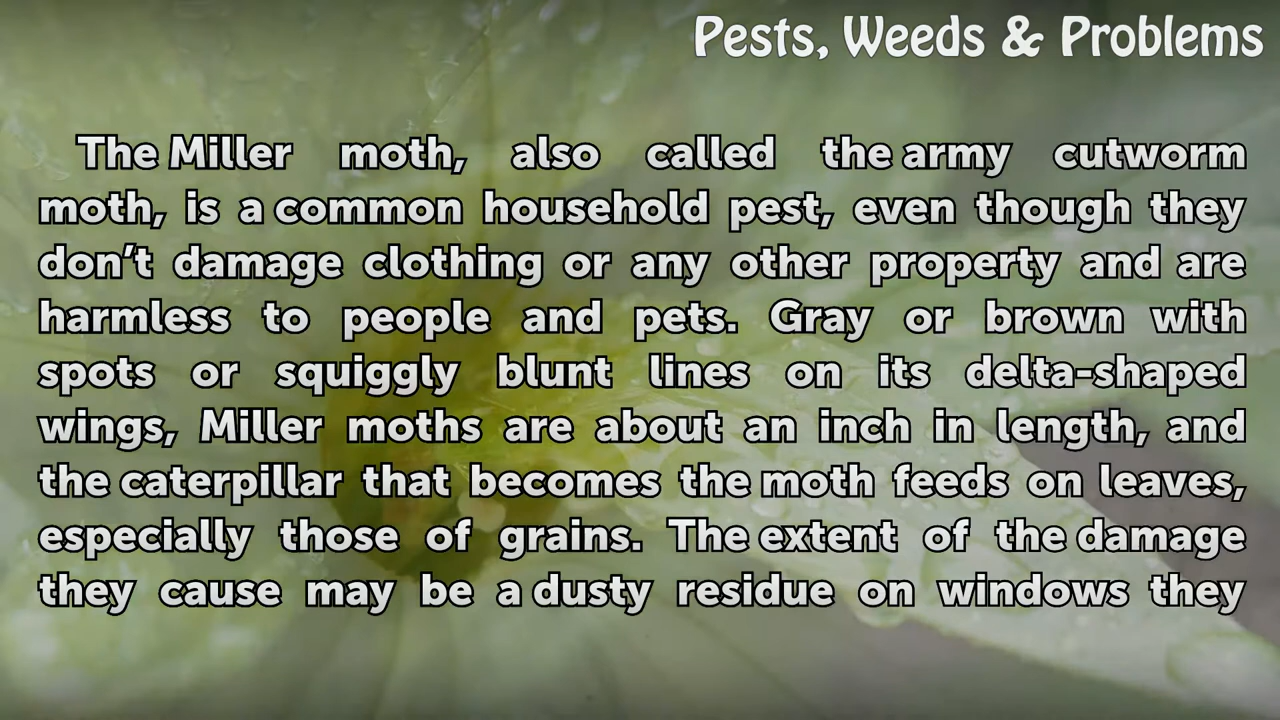 Pests, Weeds & Problems
The Miller moth, also called the army cutworm
moth, is a common household pest, even though they
don’t damage clothing or any other property and are
harmless to people and pets. Gray or brown with
spots or squiggly blunt lines on its delta-shaped
wings, Miller moths are about an inch in length, and
the caterpillar that becomes the moth feeds on leaves,
especially those of grains. The extent of the damage
they cause may be a dusty residue on windows they